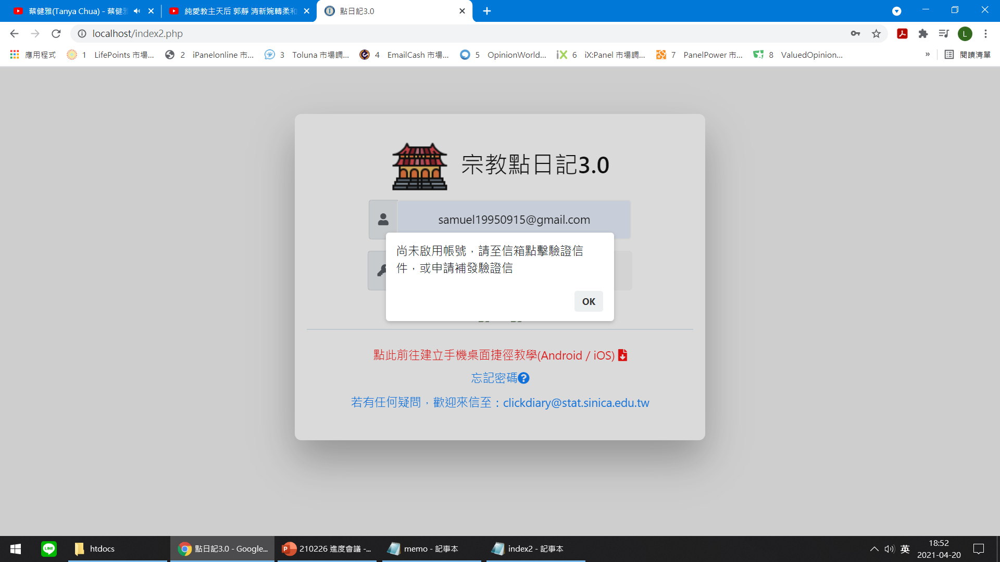 蔡健雅(Tanya Chua) - 蔡健
純愛教主天后 郭靜 清新婉轉柔和
點日記3.0
localhost/index2.php
L
應用程式
1 LifePoints 市場...
2 iPanelonline 市...
3 Toluna 市場調...
4 EmailCash 市場...
5 OpinionWorld...
6 iX:Panel 市場調...
7 PanelPower 市...
8 ValuedOpinion...
»
閱讀清單
宗教點日記3.0
samuel19950915@gmail.com
尚未啟用帳號，請至信箱點擊驗證信
件，或申請補發驗證信
OK
點此前往建立手機桌面捷徑教學(Android / iOS)
忘記密碼
若有任何疑問，歡迎來信至：clickdiary@stat.sinica.edu.tw
LINE
htdocs
點日記3.0 - Google...
210226 進度會議 -...
memo - 記事本
index2 - 記事本
英
18:52
2021-04-20